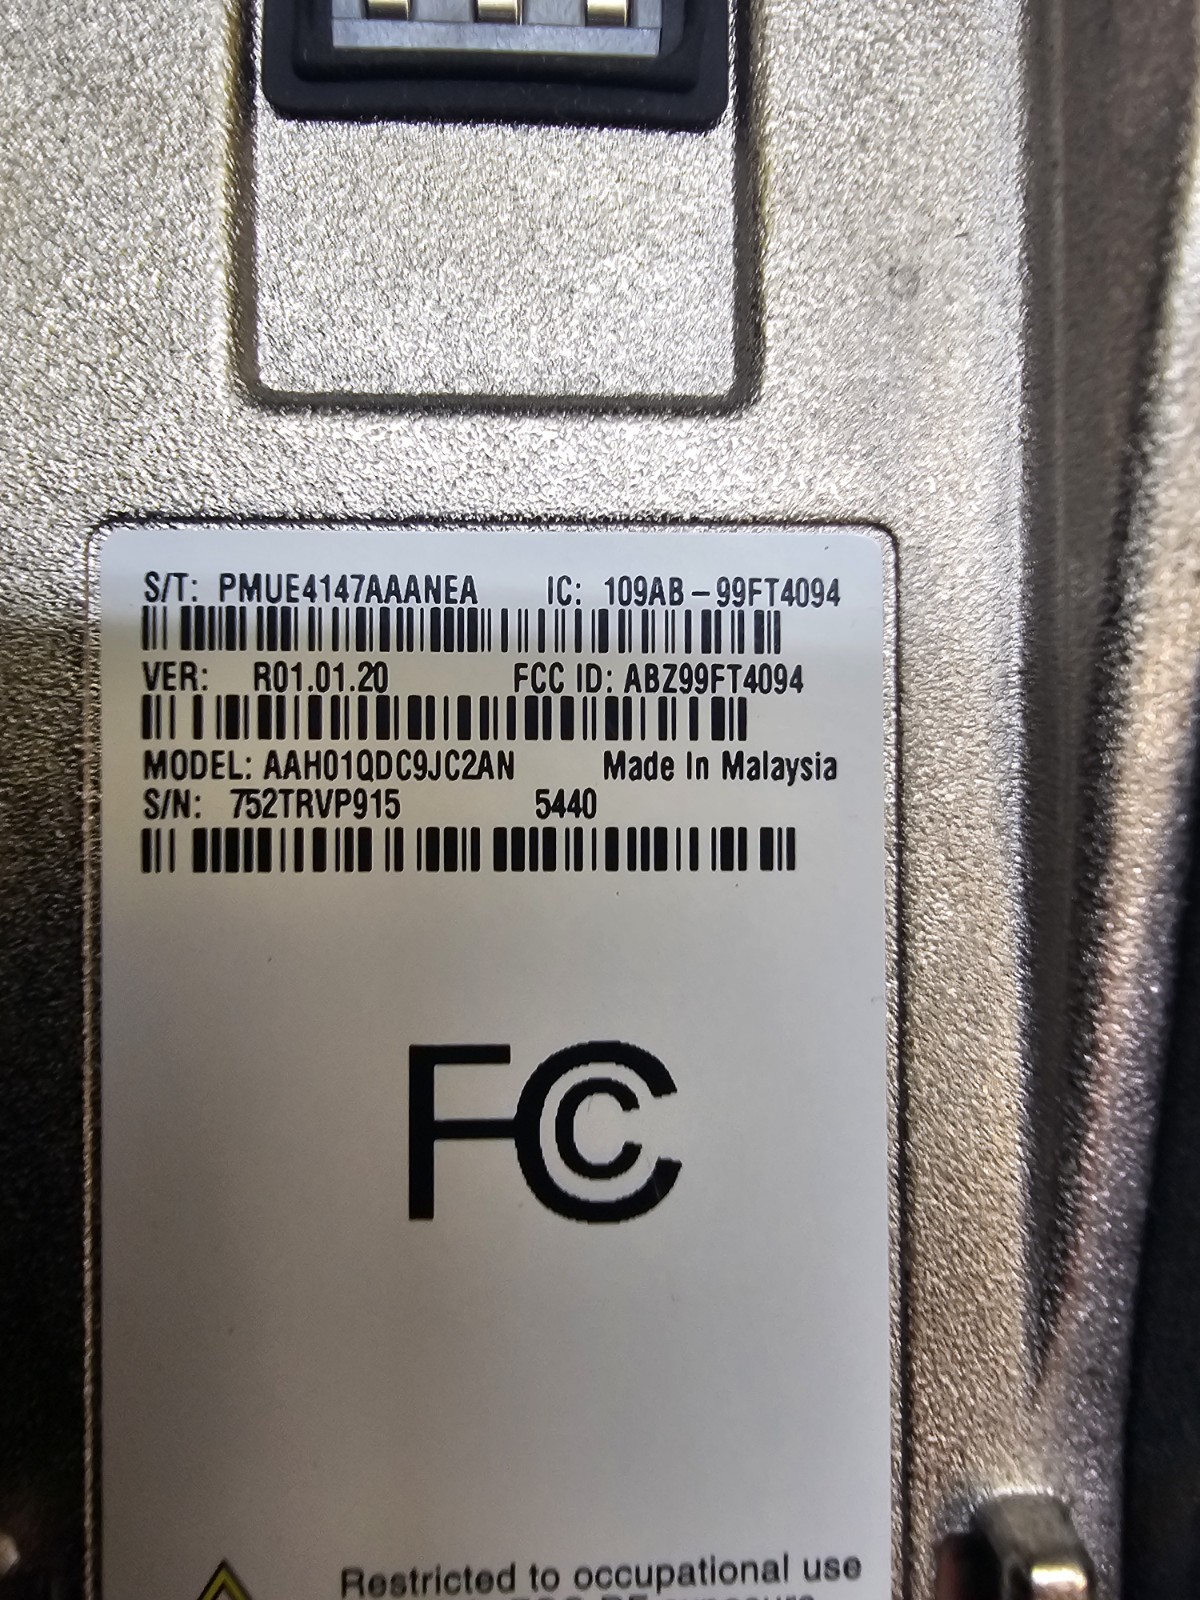 S/T: PMUE4147AAANEA IC: 109AB-99FT4094
VER: R01.01.20 FCC ID: ABZ99FT4094
MODEL: AAH01QDC9JC2AN Made In Malaysia
S/N: 752TRVP915 5440
FC
Restricted to occupational use